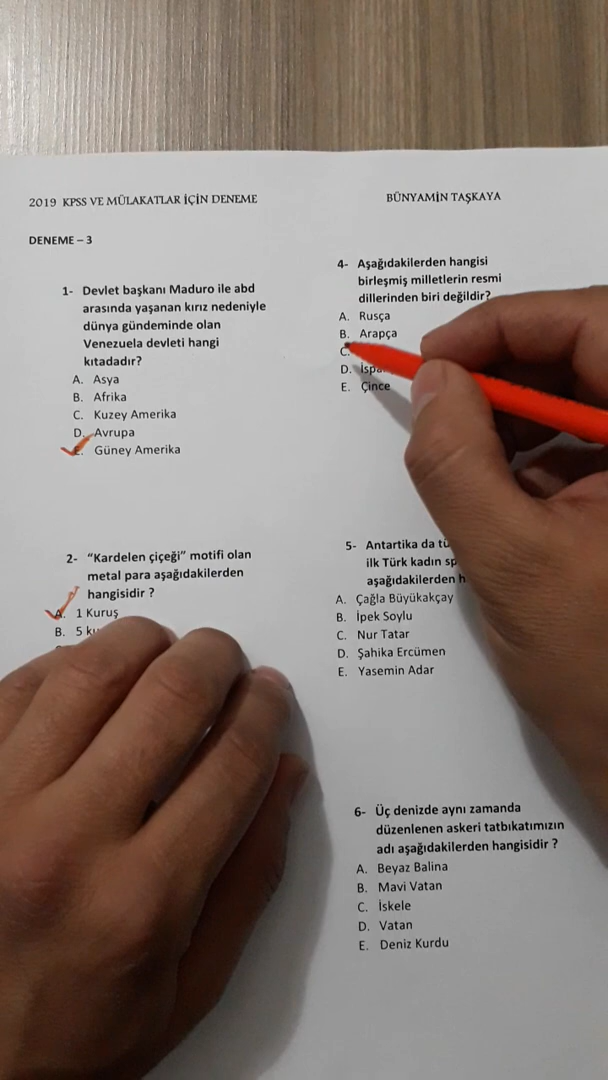 2019 KPSS VE MÜLAKATLAR İÇİN DENEME
BÜNYAMİN TAŞKAYA
DENEME – 3
1- Devlet başkanı Maduro ile abd
arasında yaşanan kırız nedeniyle
dünya gündeminde olan
Venezuela devleti hangi
kıtadadır?
A. Asya
B. Afrika
C. Kuzey Amerika
D. Avrupa
E. Güney Amerika
2- “Kardelen çiçeği” motifi olan
metal para aşağıdakilerden
hangisidir ?
A. 1 Kuruş
B. 5
4- Aşağıdakilerden hangisi
birleşmiş milletlerin resmi
dillerinden biri değildir?
A. Rusça
B. Arapça
C.
D.
E. Çince
5- Antartika da
ilk Türk kadın
aşağıdakilerden
A. Çağla Büyükakçay
B. İpek Soylu
C. Nur Tatar
D. Şahika Ercümen
E. Yasemin Adar
6- Üç denizde aynı zamanda
düzenlenen askeri tatbıkatımızın
adı aşağıdakilerden hangisidir ?
A. Beyaz Balina
B. Mavi Vatan
C. İskele
D. Vatan
E. Deniz Kurdu